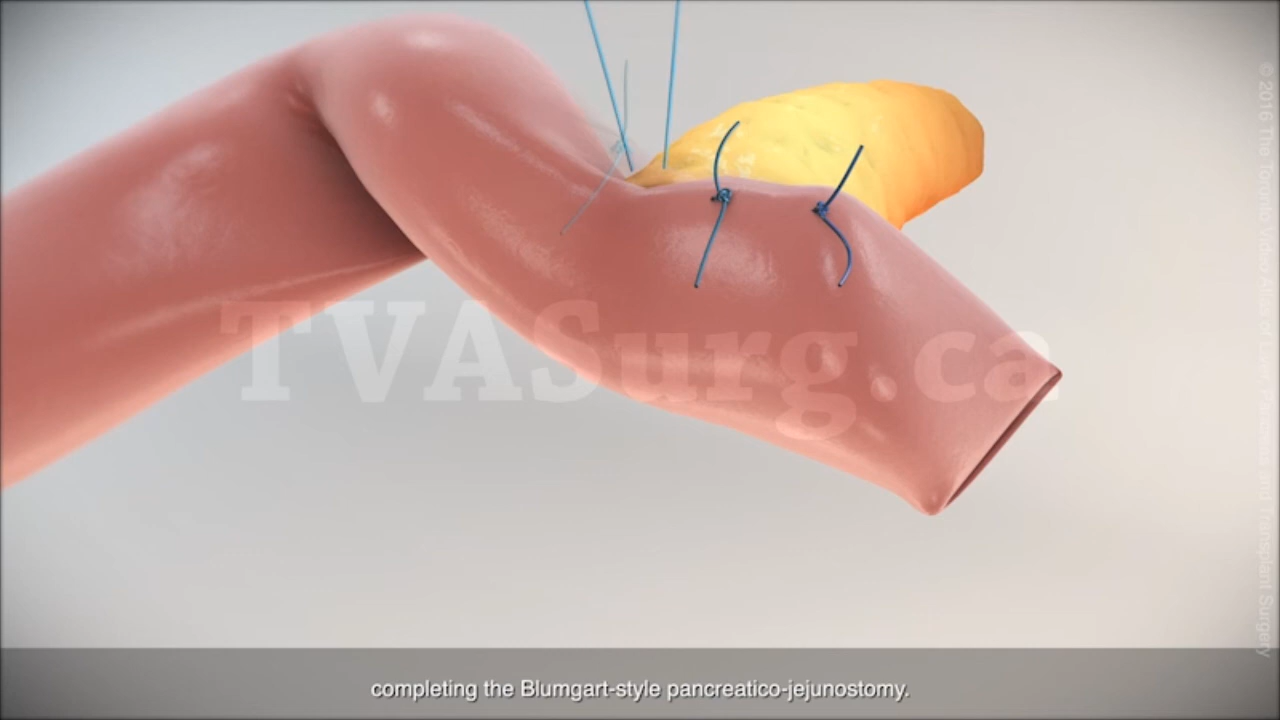 TVASurg.ca
© 2016 The Toronto Video Atlas of Liver, Pancreas and Transplant Surgery
completing the Blumgart-style pancreatico-jejunostomy.